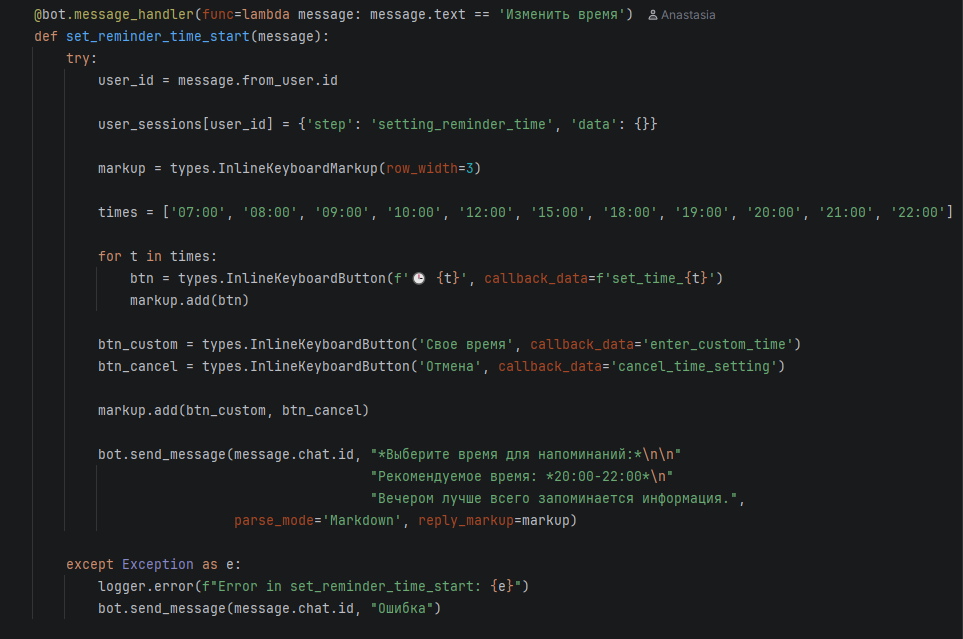 @bot.message_handler(func=lambda message: message.text == 'Изменить время') Anastasia
def set_reminder_time_start(message):
    try:
        user_id = message.from_user.id

        user_sessions[user_id] = {'step': 'setting_reminder_time', 'data': {}}

        markup = types.InlineKeyboardMarkup(row_width=3)

        times = ['07:00', '08:00', '09:00', '10:00', '12:00', '15:00', '18:00', '19:00', '20:00', '21:00', '22:00']

        for t in times:
            btn = types.InlineKeyboardButton(f'🕒 {t}', callback_data=f'set_time_{t}')
            markup.add(btn)

        btn_custom = types.InlineKeyboardButton('Свое время', callback_data='enter_custom_time')
        btn_cancel = types.InlineKeyboardButton('Отмена', callback_data='cancel_time_setting')

        markup.add(btn_custom, btn_cancel)

        bot.send_message(message.chat.id, "*Выберите время для напоминаний:*\n\n"
                                          "Рекомендуемое время: *20:00-22:00*\n"
                                          "Вечером лучше всего запоминается информация.",
                         parse_mode='Markdown', reply_markup=markup)

    except Exception as e:
        logger.error(f"Error in set_reminder_time_start: {e}")
        bot.send_message(message.chat.id, "Ошибка")